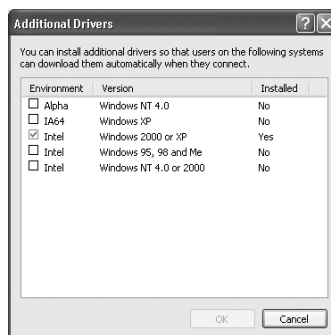 Additional Drivers
You can install additional drivers so that users on the following systems
can download them automatically when they connect.
Environment Version Installed
Alpha Windows NT 4.0 No
IA64 Windows XP No
Intel Windows 2000 or XP Yes
Intel Windows 95, 98 and Me No
Intel Windows NT 4.0 or 2000 No
OK Cancel